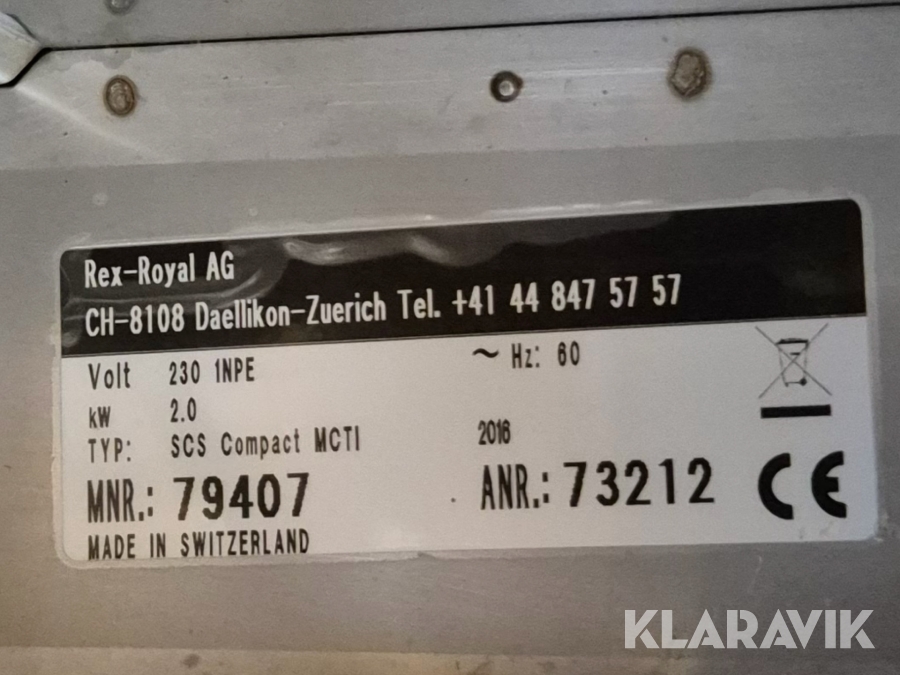 Rex-Royal AG
CH-8108 Daellikon-Zuerich Tel. +41 44 847 57 57
Volt 230 1NPE ~ Hz: 60
kW 2.0
TYP: SCS Compact MCTI 2016
MNR.: 79407 ANR.: 73212
MADE IN SWITZERLAND
CE
KLARAVIK